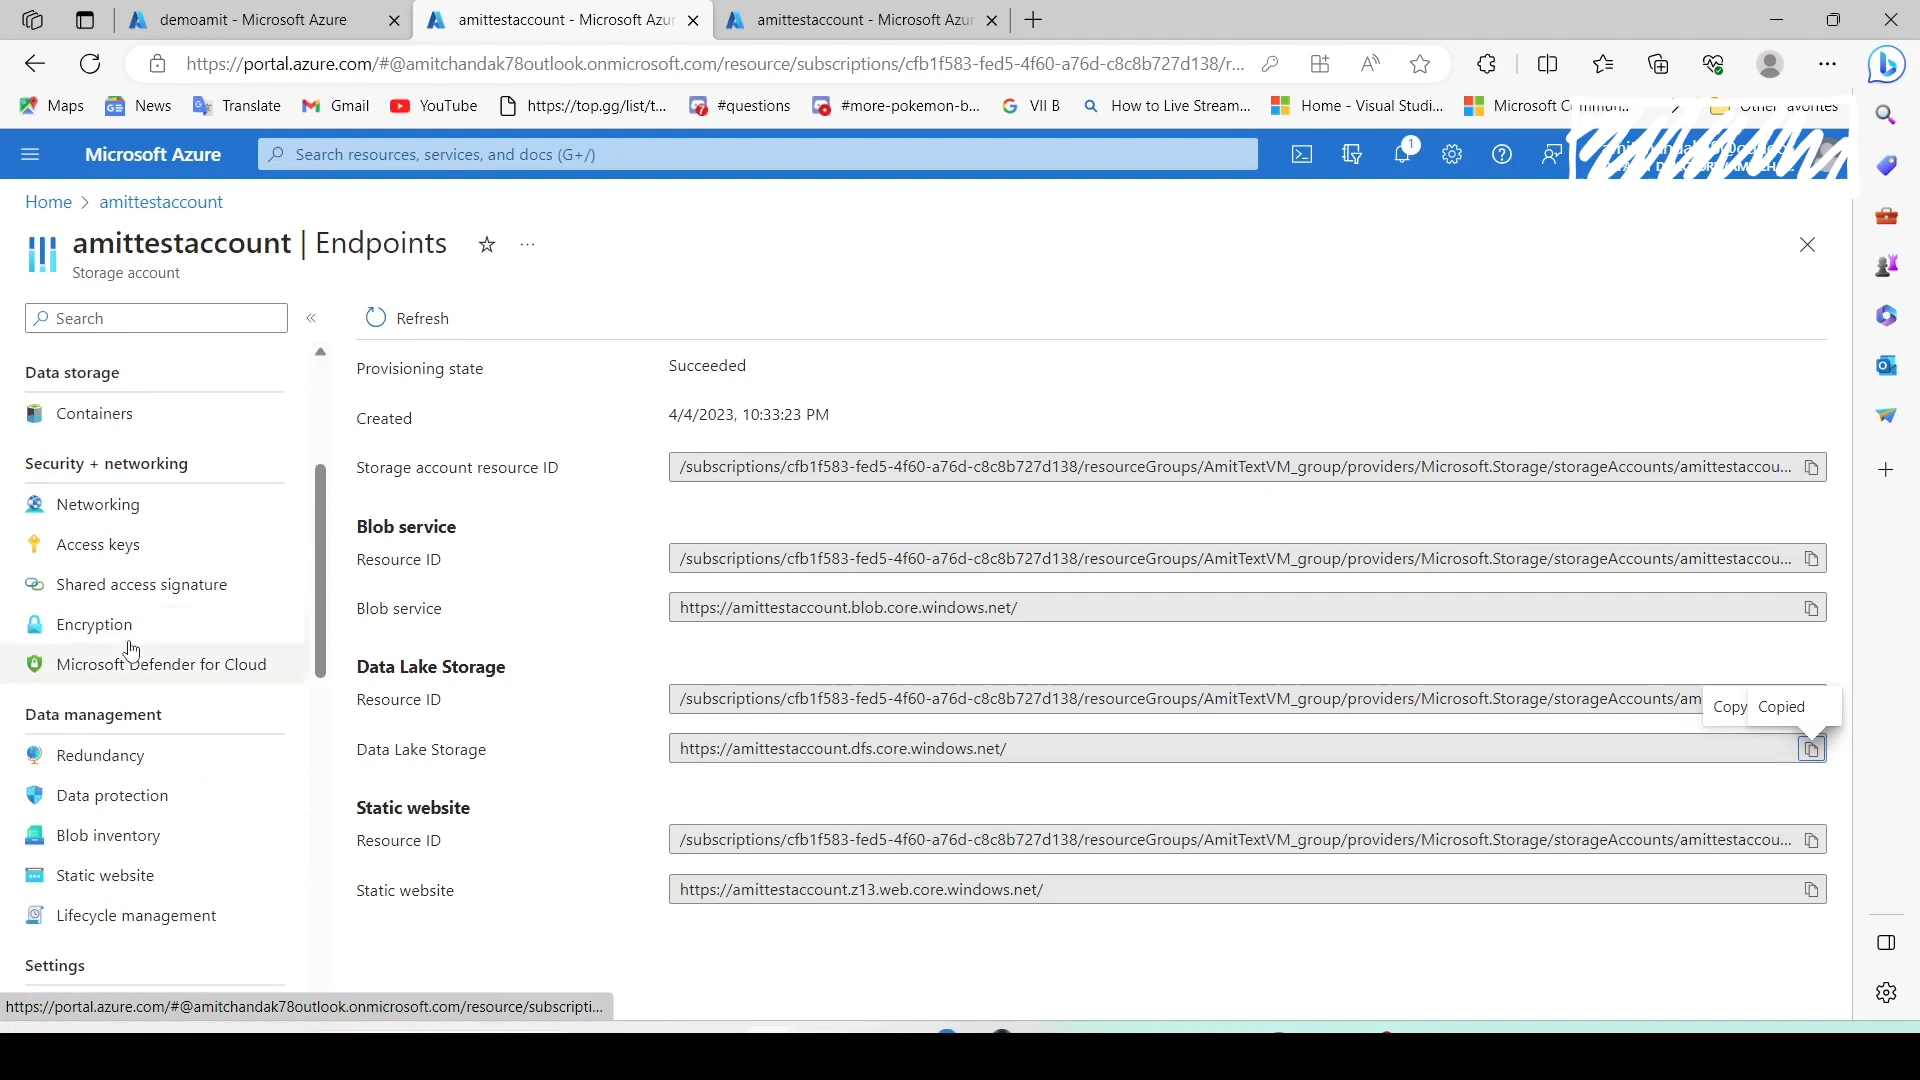 demoamit - Microsoft Azure
amittestaccount - Microsoft Azur
amittestaccount - Microsoft Azur
https://portal.azure.com/#@amitchandak78outlook.onmicrosoft.com/resource/subscriptions/cfb1f583-fed5-4f60-a76d-c8c8b727d138/r...
Maps
News
Translate
Gmail
YouTube
https://top.gg/list/t...
#questions
#more-pokemon-b...
VII B
How to Live Stream...
Home - Visual Studi...
Microsoft
Other favorites
Microsoft Azure
Search resources, services, and docs (G+/)
1
Home > amittestaccount
amittestaccount | Endpoints
Storage account
Search
Refresh
Data storage
Containers
Security + networking
Networking
Access keys
Shared access signature
Encryption
Microsoft Defender for Cloud
Data management
Redundancy
Data protection
Blob inventory
Static website
Lifecycle management
Settings
Provisioning state
Succeeded
Created
4/4/2023, 10:33:23 PM
Storage account resource ID
/subscriptions/cfb1f583-fed5-4f60-a76d-c8c8b727d138/resourceGroups/AmitTextVM_group/providers/Microsoft.Storage/storageAccounts/amittestaccou...
Blob service
Resource ID
/subscriptions/cfb1f583-fed5-4f60-a76d-c8c8b727d138/resourceGroups/AmitTextVM_group/providers/Microsoft.Storage/storageAccounts/amittestaccou...
Blob service
https://amittestaccount.blob.core.windows.net/
Data Lake Storage
Resource ID
/subscriptions/cfb1f583-fed5-4f60-a76d-c8c8b727d138/resourceGroups/AmitTextVM_group/providers/Microsoft.Storage/storageAccounts/am
Copy
Copied
Data Lake Storage
https://amittestaccount.dfs.core.windows.net/
Static website
Resource ID
/subscriptions/cfb1f583-fed5-4f60-a76d-c8c8b727d138/resourceGroups/AmitTextVM_group/providers/Microsoft.Storage/storageAccounts/amittestaccou...
Static website
https://amittestaccount.z13.web.core.windows.net/
https://portal.azure.com/#@amitchandak78outlook.onmicrosoft.com/resource/subscripti...